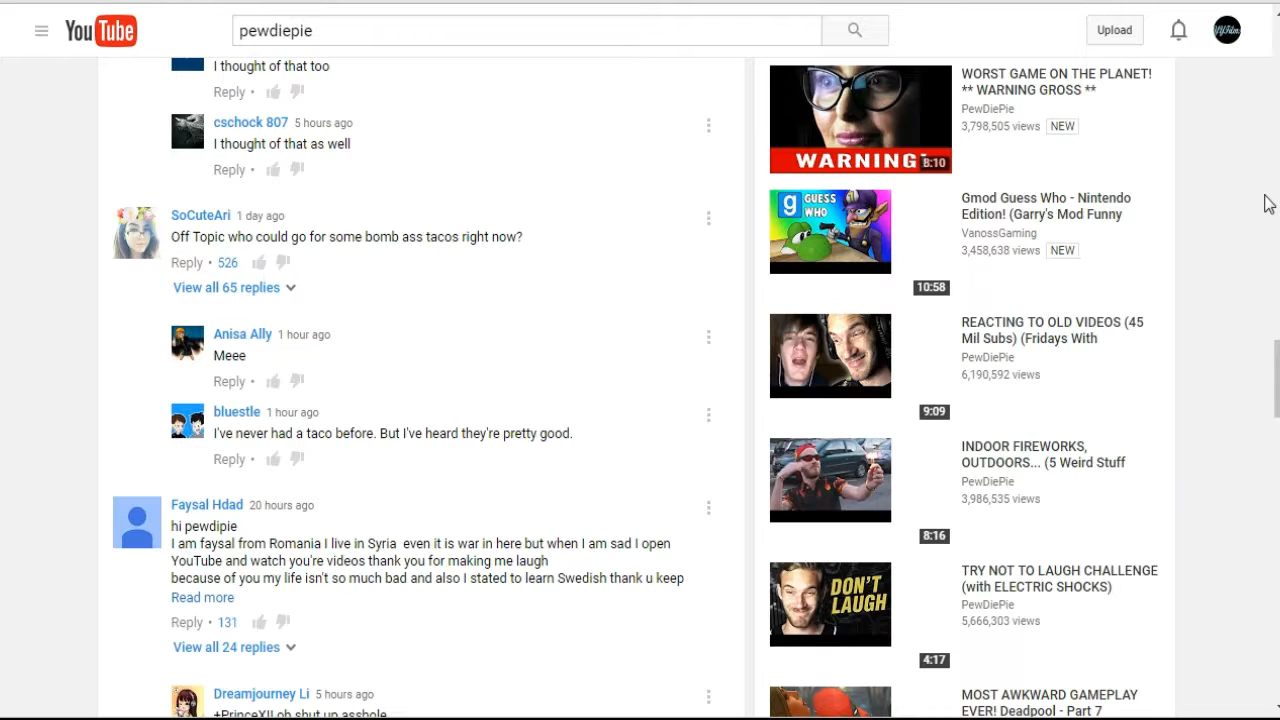 YouTube
pewdiepie
Upload
I thought of that too
Reply •
cschock 807 5 hours ago
I thought of that as well
Reply •
SoCuteAri 1 day ago
Off Topic who could go for some bomb ass tacos right now?
Reply • 526
View all 65 replies
Anisa Ally 1 hour ago
Meee
Reply •
bluestle 1 hour ago
I've never had a taco before. But I've heard they're pretty good.
Reply •
Faysal Hdad 20 hours ago
hi pewdipie
I am faysal from Romania I live in Syria even it is war in here but when I am sad I open
YouTube and watch you're videos thank you for making me laugh
because of you my life isn't so much bad and also I stated to learn Swedish thank u keep
Read more
Reply • 131
View all 24 replies
Dreamjourney Li 5 hours ago
+PrinceXII oh shut up asshole
WARNING
8:10
WORST GAME ON THE PLANET!
** WARNING GROSS **
PewDiePie
3,798,505 views NEW
g GUESS
WHO
10:58
Gmod Guess Who - Nintendo
Edition! (Garry's Mod Funny
VanossGaming
3,458,638 views NEW
9:09
REACTING TO OLD VIDEOS (45
Mil Subs) (Fridays With
PewDiePie
6,190,592 views
8:16
INDOOR FIREWORKS,
OUTDOORS... (5 Weird Stuff
PewDiePie
3,986,535 views
DON'T
LAUGH
4:17
TRY NOT TO LAUGH CHALLENGE
(with ELECTRIC SHOCKS)
PewDiePie
5,666,303 views
MOST AWKWARD GAMEPLAY
EVER! Deadpool - Part 7